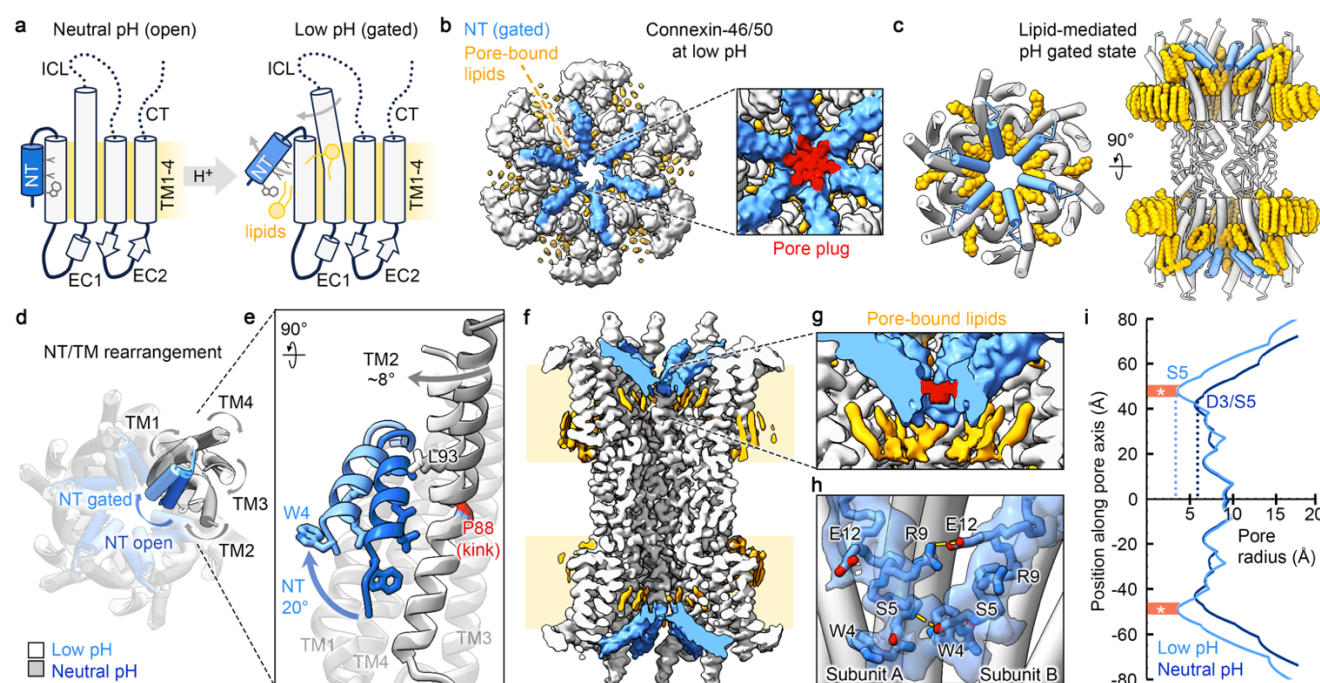 a
Neutral pH (open)
Low pH (gated)
ICL
ICL
CT
CT
NT
NT
H+
TM1-4
TM1-4
lipids
EC1
EC2
EC1
EC2
b
NT (gated)
Pore-bound
lipids
Connexin-46/50
at low pH
Pore plug
c
Lipid-mediated
pH gated state
90°
d
NT/TM rearrangement
TM1
TM4
NT gated
TM3
NT open
TM2
Low pH
Neutral pH
e
90°
TM2
~8°
L93
W4
P88
(kink)
NT
20°
TM1
TM4
TM3
f
g
Pore-bound lipids
h
E12
R9
E12
R9
S5
S5
W4
W4
Subunit A
Subunit B
i
Position along pore axis (Å)
80
60
40
20
0
-20
-40
-60
-80
S5
*
D3/S5
5
10
15
20
Pore
radius (Å)
*
Low pH
Neutral pH